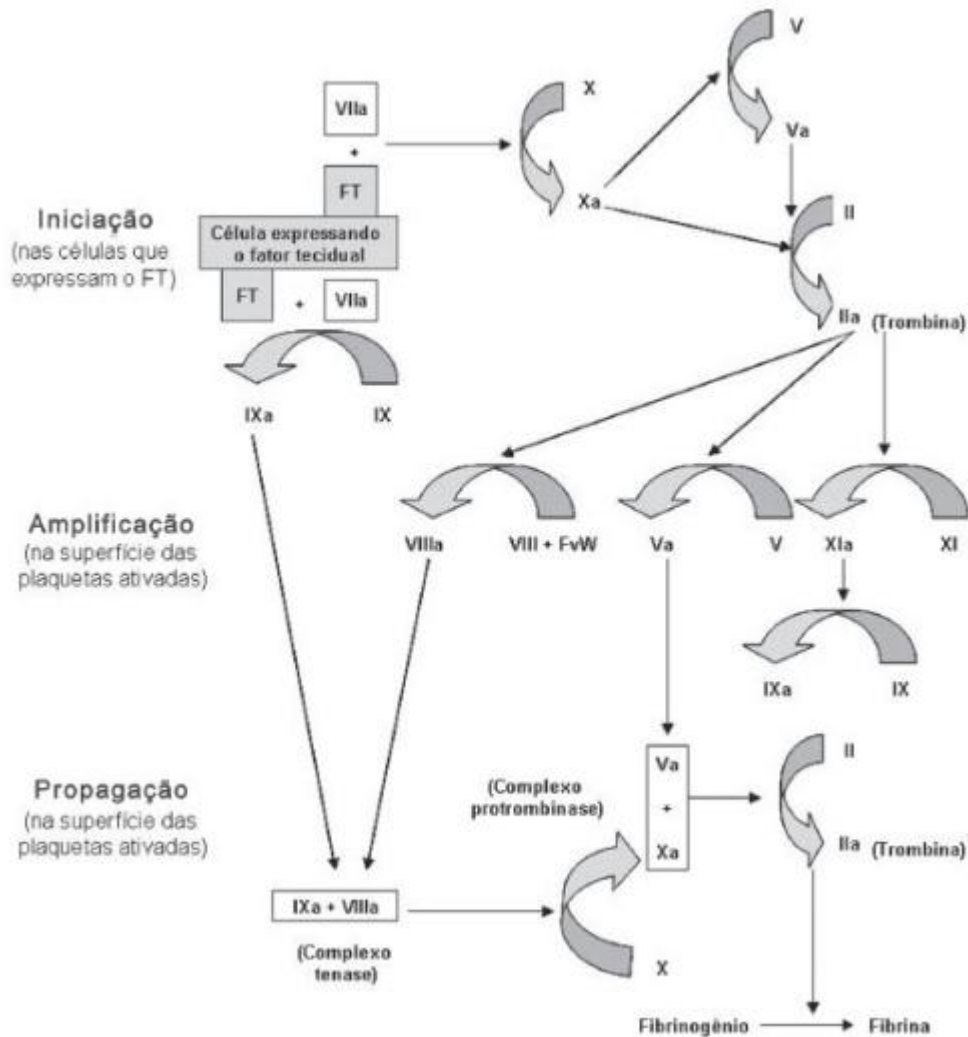 V
X
VIIa
+
FT
Va
Xa
II
Iniciação
(nas células que
expressam o FT)
Célula expressando
o fator tecidual
FT + VIIa
IIa (Trombina)
IXa IX
Amplificação
(na superfície das
plaquetas ativadas)
VIIIa VIII + FvW Va V XIa XI
IXa IX
Propagação
(na superfície das
plaquetas ativadas)
(Complexo
protrombinase)
Va
+
Xa
II
IIa (Trombina)
IXa + VIIIa
(Complexo
tenase)
X
Fibrinogênio Fibrina